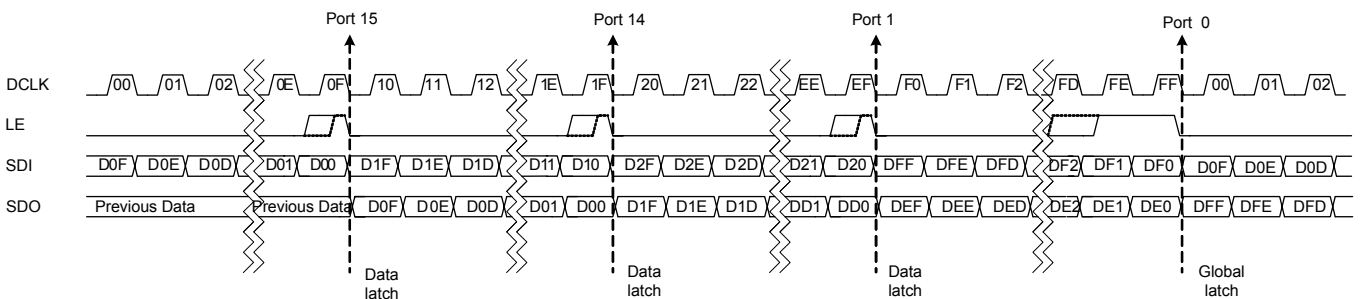 Port 15 Port 14 Port 1 Port 0
DCLK 00 01 02 0E 0F 10 11 12 1E 1F 20 21 22 EE EF F0 F1 F2 FD FE FF 00 01 02
LE
SDI D0F D0E D0D D01 D00 D1F D1E D1D D11 D10 D2F D2E D2D D21 D20 DFF DFE DFD DF2 DF1 DF0 D0F D0E D0D
SDO Previous Data Previous Data D0F D0E D0D D01 D00 D1F D1E D1D DD1 DD0 DEF DEE DED DE2 DE1 DE0 DFF DFE DFD
Data Data Data Global
latch latch latch latch